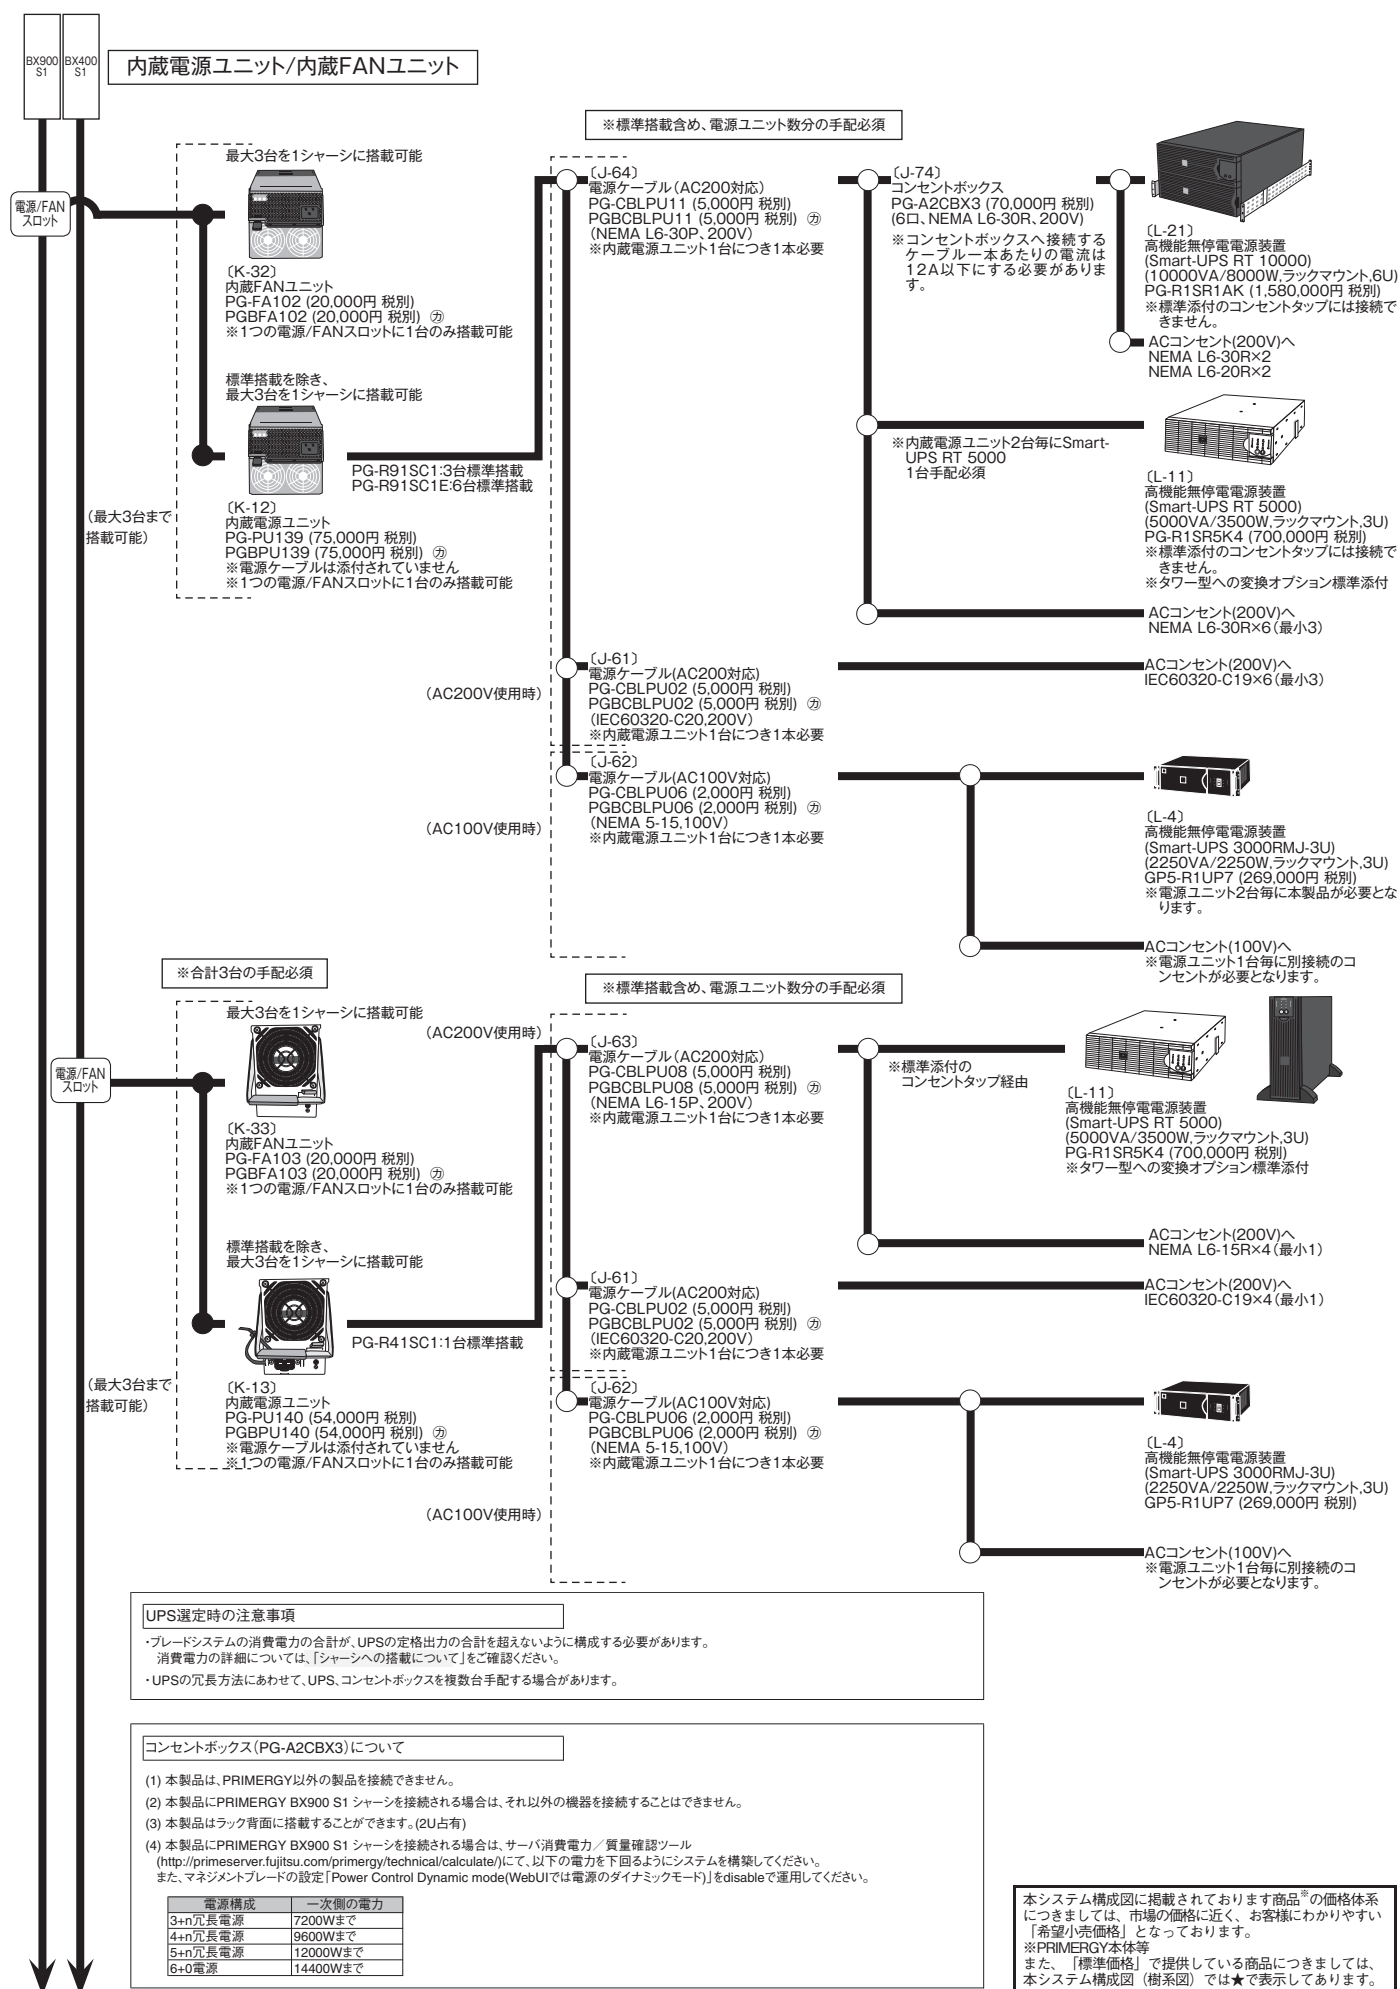 BX900
S1
BX400
S1
内蔵電源ユニット/内蔵FANユニット
※標準搭載含め、電源ユニット数分の手配必須
電源/FAN
スロット
最大3台を1シャーシに搭載可能
〔K-32〕
内蔵FANユニット
PG-FA102 (20,000円 税別)
PGBFA102 (20,000円 税別) ㋕
※1つの電源/FANスロットに1台のみ搭載可能
標準搭載を除き、
最大3台を1シャーシに搭載可能
PG-R91SC1:3台標準搭載
PG-R91SC1E:6台標準搭載
(最大3台まで
搭載可能)
〔K-12〕
内蔵電源ユニット
PG-PU139 (75,000円 税別)
PGBPU139 (75,000円 税別) ㋕
※電源ケーブルは添付されていません
※1つの電源/FANスロットに1台のみ搭載可能
〔J-64〕
電源ケーブル(AC200対応)
PG-CBLPU11 (5,000円 税別)
PGBCBLPU11 (5,000円 税別) ㋕
(NEMA L6-30P、200V)
※内蔵電源ユニット1台につき1本必要
〔J-74〕
コンセントボックス
PG-A2CBX3 (70,000円 税別)
(6口、NEMA L6-30R、200V)
※コンセントボックスへ接続する
ケーブル一本あたりの電流は
12A以下にする必要がありま
す。
〔L-21〕
高機能無停電電源装置
(Smart-UPS RT 10000)
(10000VA/8000W,ラックマウント,6U)
PG-R1SR1AK (1,580,000円 税別)
※標準添付のコンセントタップには接続で
きません。
ACコンセント(200V)へ
NEMA L6-30R×2
NEMA L6-20R×2
※内蔵電源ユニット2台毎にSmart-
UPS RT 5000
1台手配必須
〔L-11〕
高機能無停電電源装置
(Smart-UPS RT 5000)
(5000VA/3500W,ラックマウント,3U)
PG-R1SR5K4 (700,000円 税別)
※標準添付のコンセントタップには接続で
きません。
※タワー型への変換オプション標準添付
ACコンセント(200V)へ
NEMA L6-30R×6(最小3)
(AC200V使用時)
〔J-61〕
電源ケーブル(AC200対応)
PG-CBLPU02 (5,000円 税別)
PGBCBLPU02 (5,000円 税別) ㋕
(IEC60320-C20,200V)
※内蔵電源ユニット1台につき1本必要
ACコンセント(200V)へ
IEC60320-C19×6(最小3)
(AC100V使用時)
〔J-62〕
電源ケーブル(AC100V対応)
PG-CBLPU06 (2,000円 税別)
PGBCBLPU06 (2,000円 税別) ㋕
(NEMA 5-15,100V)
※内蔵電源ユニット1台につき1本必要
〔L-4〕
高機能無停電電源装置
(Smart-UPS 3000RMJ-3U)
(2250VA/2250W,ラックマウント,3U)
GP5-R1UP7 (269,000円 税別)
※電源ユニット2台毎に本製品が必要とな
ります。
ACコンセント(100V)へ
※電源ユニット1台毎に別接続のコ
ンセントが必要となります。
※合計3台の手配必須
※標準搭載含め、電源ユニット数分の手配必須
電源/FAN
スロット
最大3台を1シャーシに搭載可能
(AC200V使用時)
〔K-33〕
内蔵FANユニット
PG-FA103 (20,000円 税別)
PGBFA103 (20,000円 税別) ㋕
※1つの電源/FANスロットに1台のみ搭載可能
標準搭載を除き、
最大3台を1シャーシに搭載可能
PG-R41SC1:1台標準搭載
(最大3台まで
搭載可能)
〔K-13〕
内蔵電源ユニット
PG-PU140 (54,000円 税別)
PGBPU140 (54,000円 税別) ㋕
※電源ケーブルは添付されていません
※1つの電源/FANスロットに1台のみ搭載可能
〔J-63〕
電源ケーブル(AC200対応)
PG-CBLPU08 (5,000円 税別)
PGBCBLPU08 (5,000円 税別) ㋕
(NEMA L6-15P、200V)
※内蔵電源ユニット1台につき1本必要
※標準添付の
コンセントタップ経由
〔L-11〕
高機能無停電電源装置
(Smart-UPS RT 5000)
(5000VA/3500W,ラックマウント,3U)
PG-R1SR5K4 (700,000円 税別)
※タワー型への変換オプション標準添付
ACコンセント(200V)へ
NEMA L6-15R×4(最小1)
〔J-61〕
電源ケーブル(AC200対応)
PG-CBLPU02 (5,000円 税別)
PGBCBLPU02 (5,000円 税別) ㋕
(IEC60320-C20,200V)
※内蔵電源ユニット1台につき1本必要
ACコンセント(200V)へ
IEC60320-C19×4(最小1)
(AC100V使用時)
〔J-62〕
電源ケーブル(AC100V対応)
PG-CBLPU06 (2,000円 税別)
PGBCBLPU06 (2,000円 税別) ㋕
(NEMA 5-15,100V)
※内蔵電源ユニット1台につき1本必要
〔L-4〕
高機能無停電電源装置
(Smart-UPS 3000RMJ-3U)
(2250VA/2250W,ラックマウント,3U)
GP5-R1UP7 (269,000円 税別)
ACコンセント(100V)へ
※電源ユニット1台毎に別接続のコ
ンセントが必要となります。
UPS選定時の注意事項
・ブレードシステムの消費電力の合計が、UPSの定格出力の合計を超えないように構成する必要があります。
消費電力の詳細については、「シャーシへの搭載について」をご確認ください。
・UPSの冗長方法にあわせて、UPS、コンセントボックスを複数台手配する場合があります。
コンセントボックス(PG-A2CBX3)について
(1) 本製品は、PRIMERGY以外の製品を接続できません。
(2) 本製品にPRIMERGY BX900 S1 シャーシを接続される場合は、それ以外の機器を接続することはできません。
(3) 本製品はラック背面に搭載することができます。(2U占有)
(4) 本製品にPRIMERGY BX900 S1 シャーシを接続される場合は、サーバ消費電力／質量確認ツール
(http://primeserver.fujitsu.com/primergy/technical/calculate/)にて、以下の電力を下回るようにシステムを構築してください。
また、マネジメントブレードの設定「Power Control Dynamic mode(WebUIでは電源のダイナミックモード)」をdisableで運用してください。
電源構成 一次側の電力
3+n冗長電源 7200Wまで
4+n冗長電源 9600Wまで
5+n冗長電源 12000Wまで
6+0電源 14400Wまで
本システム構成図に掲載されております商品※の価格体系
につきましては、市場の価格に近く、お客様にわかりやすい
「希望小売価格」となっております。
※PRIMERGY本体等
また、「標準価格」で提供している商品につきましては、
本システム構成図（樹系図）では★で表示してあります。